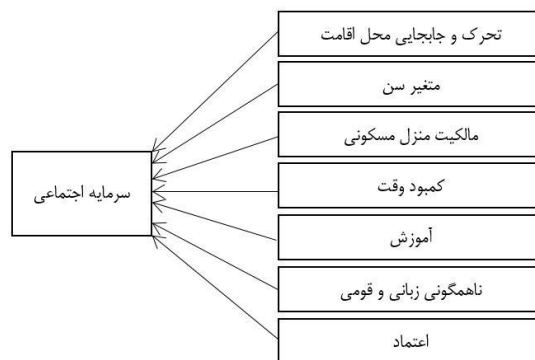 تحرک و جابجایی محل اقامت
متغیر سن
مالکیت منزل مسکونی
کمبود وقت
سرمایه اجتماعی
آموزش
ناهمگونی زبانی و قومی
اعتماد